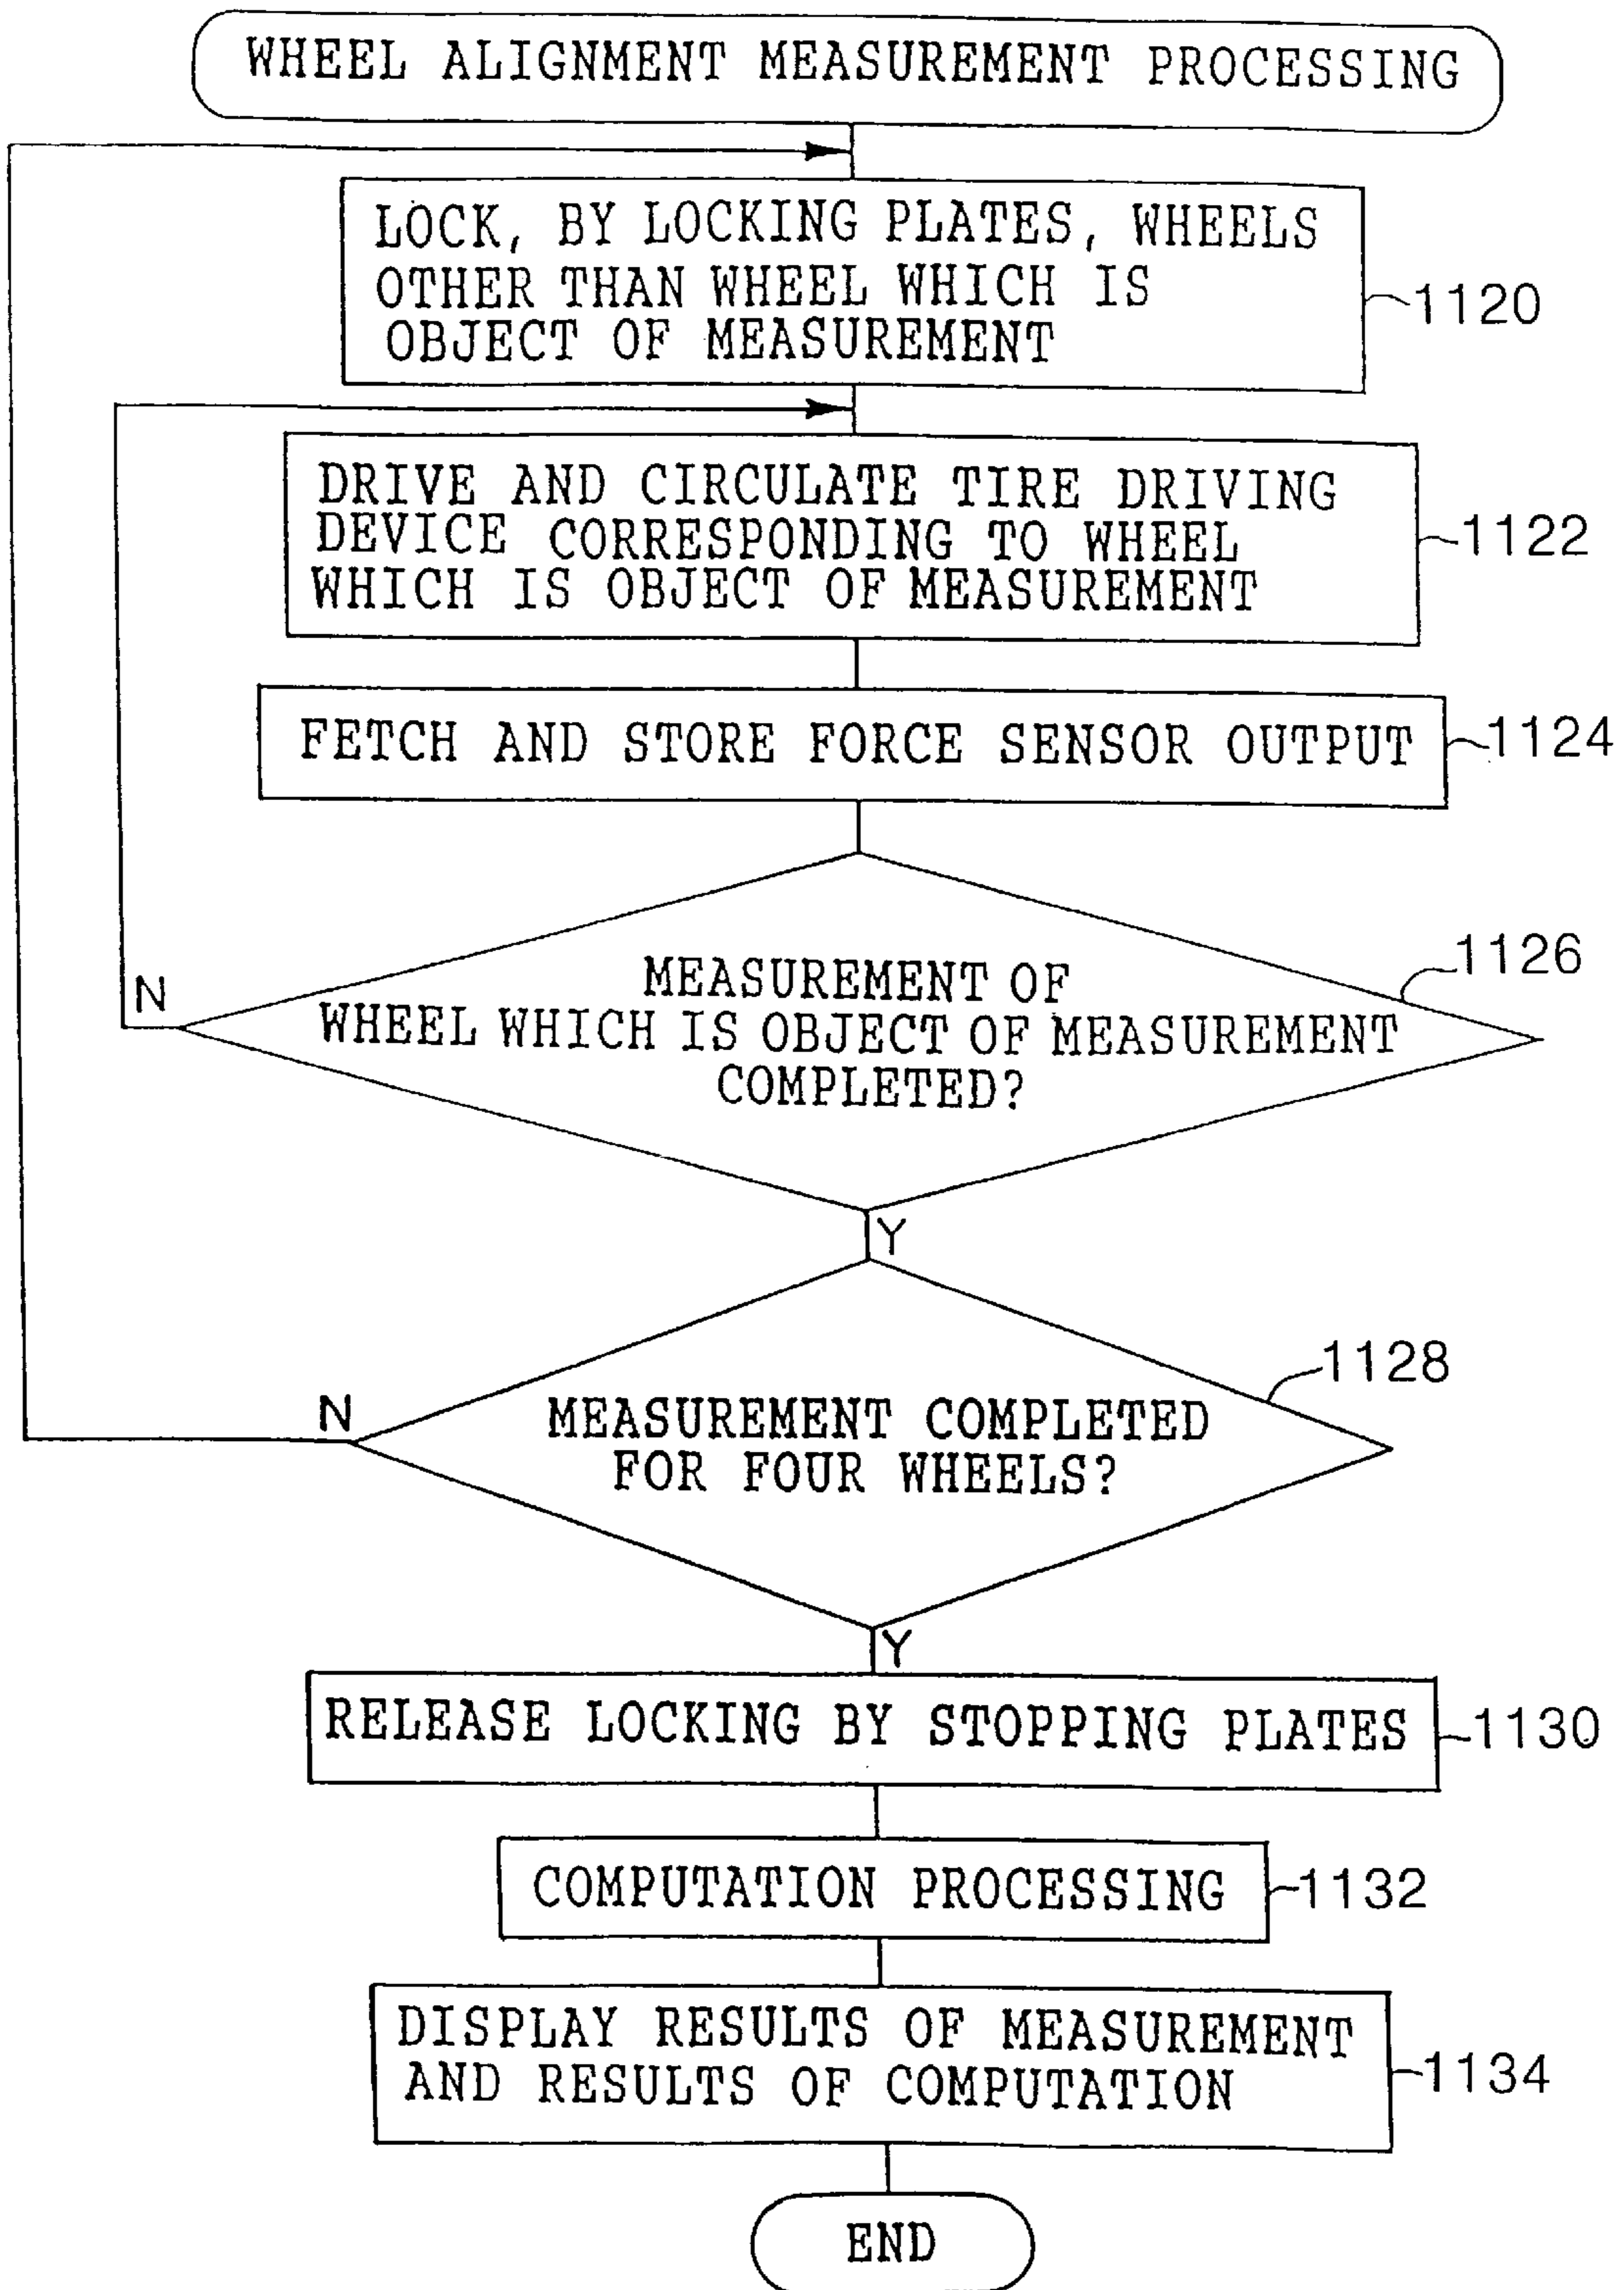 WHEEL ALIGNMENT MEASUREMENT PROCESSING
LOCK, BY LOCKING PLATES, WHEELS
OTHER THAN WHEEL WHICH IS
OBJECT OF MEASUREMENT
1120
DRIVE AND CIRCULATE TIRE DRIVING
DEVICE CORRESPONDING TO WHEEL
WHICH IS OBJECT OF MEASUREMENT
1122
FETCH AND STORE FORCE SENSOR OUTPUT
1124
MEASUREMENT OF
WHEEL WHICH IS OBJECT OF MEASUREMENT
COMPLETED?
1126
N
Y
MEASUREMENT COMPLETED
FOR FOUR WHEELS?
1128
N
Y
RELEASE LOCKING BY STOPPING PLATES
1130
COMPUTATION PROCESSING
1132
DISPLAY RESULTS OF MEASUREMENT
AND RESULTS OF COMPUTATION
1134
END